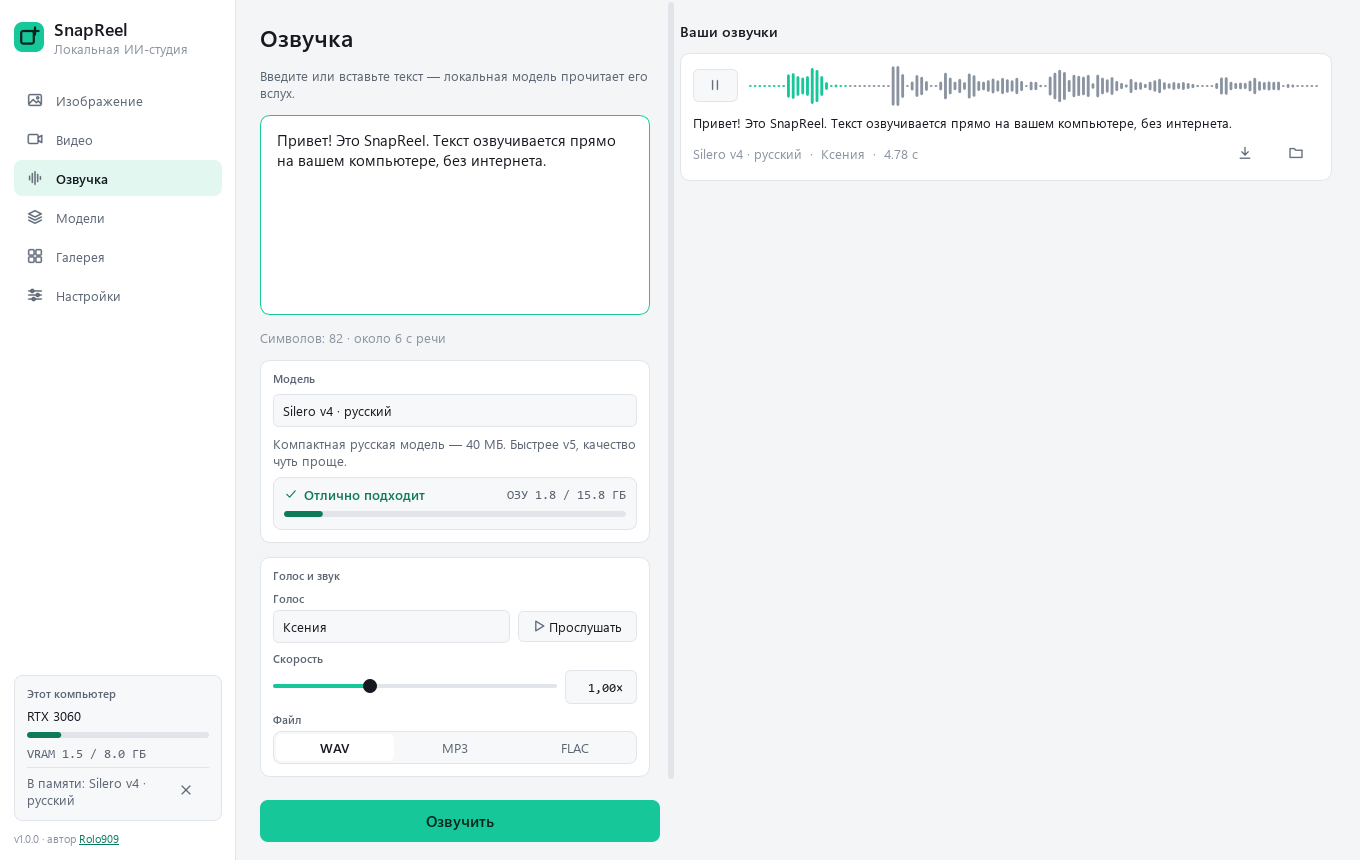 SnapReel
Локальная ИИ-студия
Изображение
Видео
Озвучка
Модели
Галерея
Настройки
Этот компьютер
RTX 3060
VRAM 1.5 / 8.0 ГБ
В памяти: Silero v4 ·
русский
v1.0.0 · автор Rolo909
Озвучка
Введите или вставьте текст — локальная модель прочитает его
вслух.
Привет! Это SnapReel. Текст озвучивается прямо
на вашем компьютере, без интернета.
Символов: 82 · около 6 с речи
Модель
Silero v4 · русский
Компактная русская модель — 40 МБ. Быстрее v5, качество
чуть проще.
Отлично подходит
ОЗУ 1.8 / 15.8 ГБ
Голос и звук
Голос
Ксения
Прослушать
Скорость
1,00×
Файл
WAV
MP3
FLAC
Озвучить
Ваши озвучки
Привет! Это SnapReel. Текст озвучивается прямо на вашем компьютере, без интернета.
Silero v4 · русский · Ксения · 4.78 с